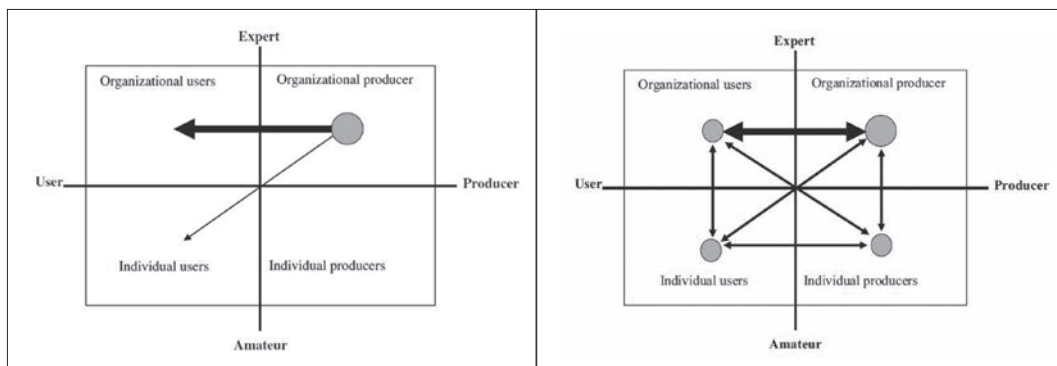 Expert
Organizational users
Organizational producer
User
Producer
Individual users
Individual producers
Amateur
Expert
Organizational users
Organizational producer
User
Producer
Individual users
Individual producers
Amateur